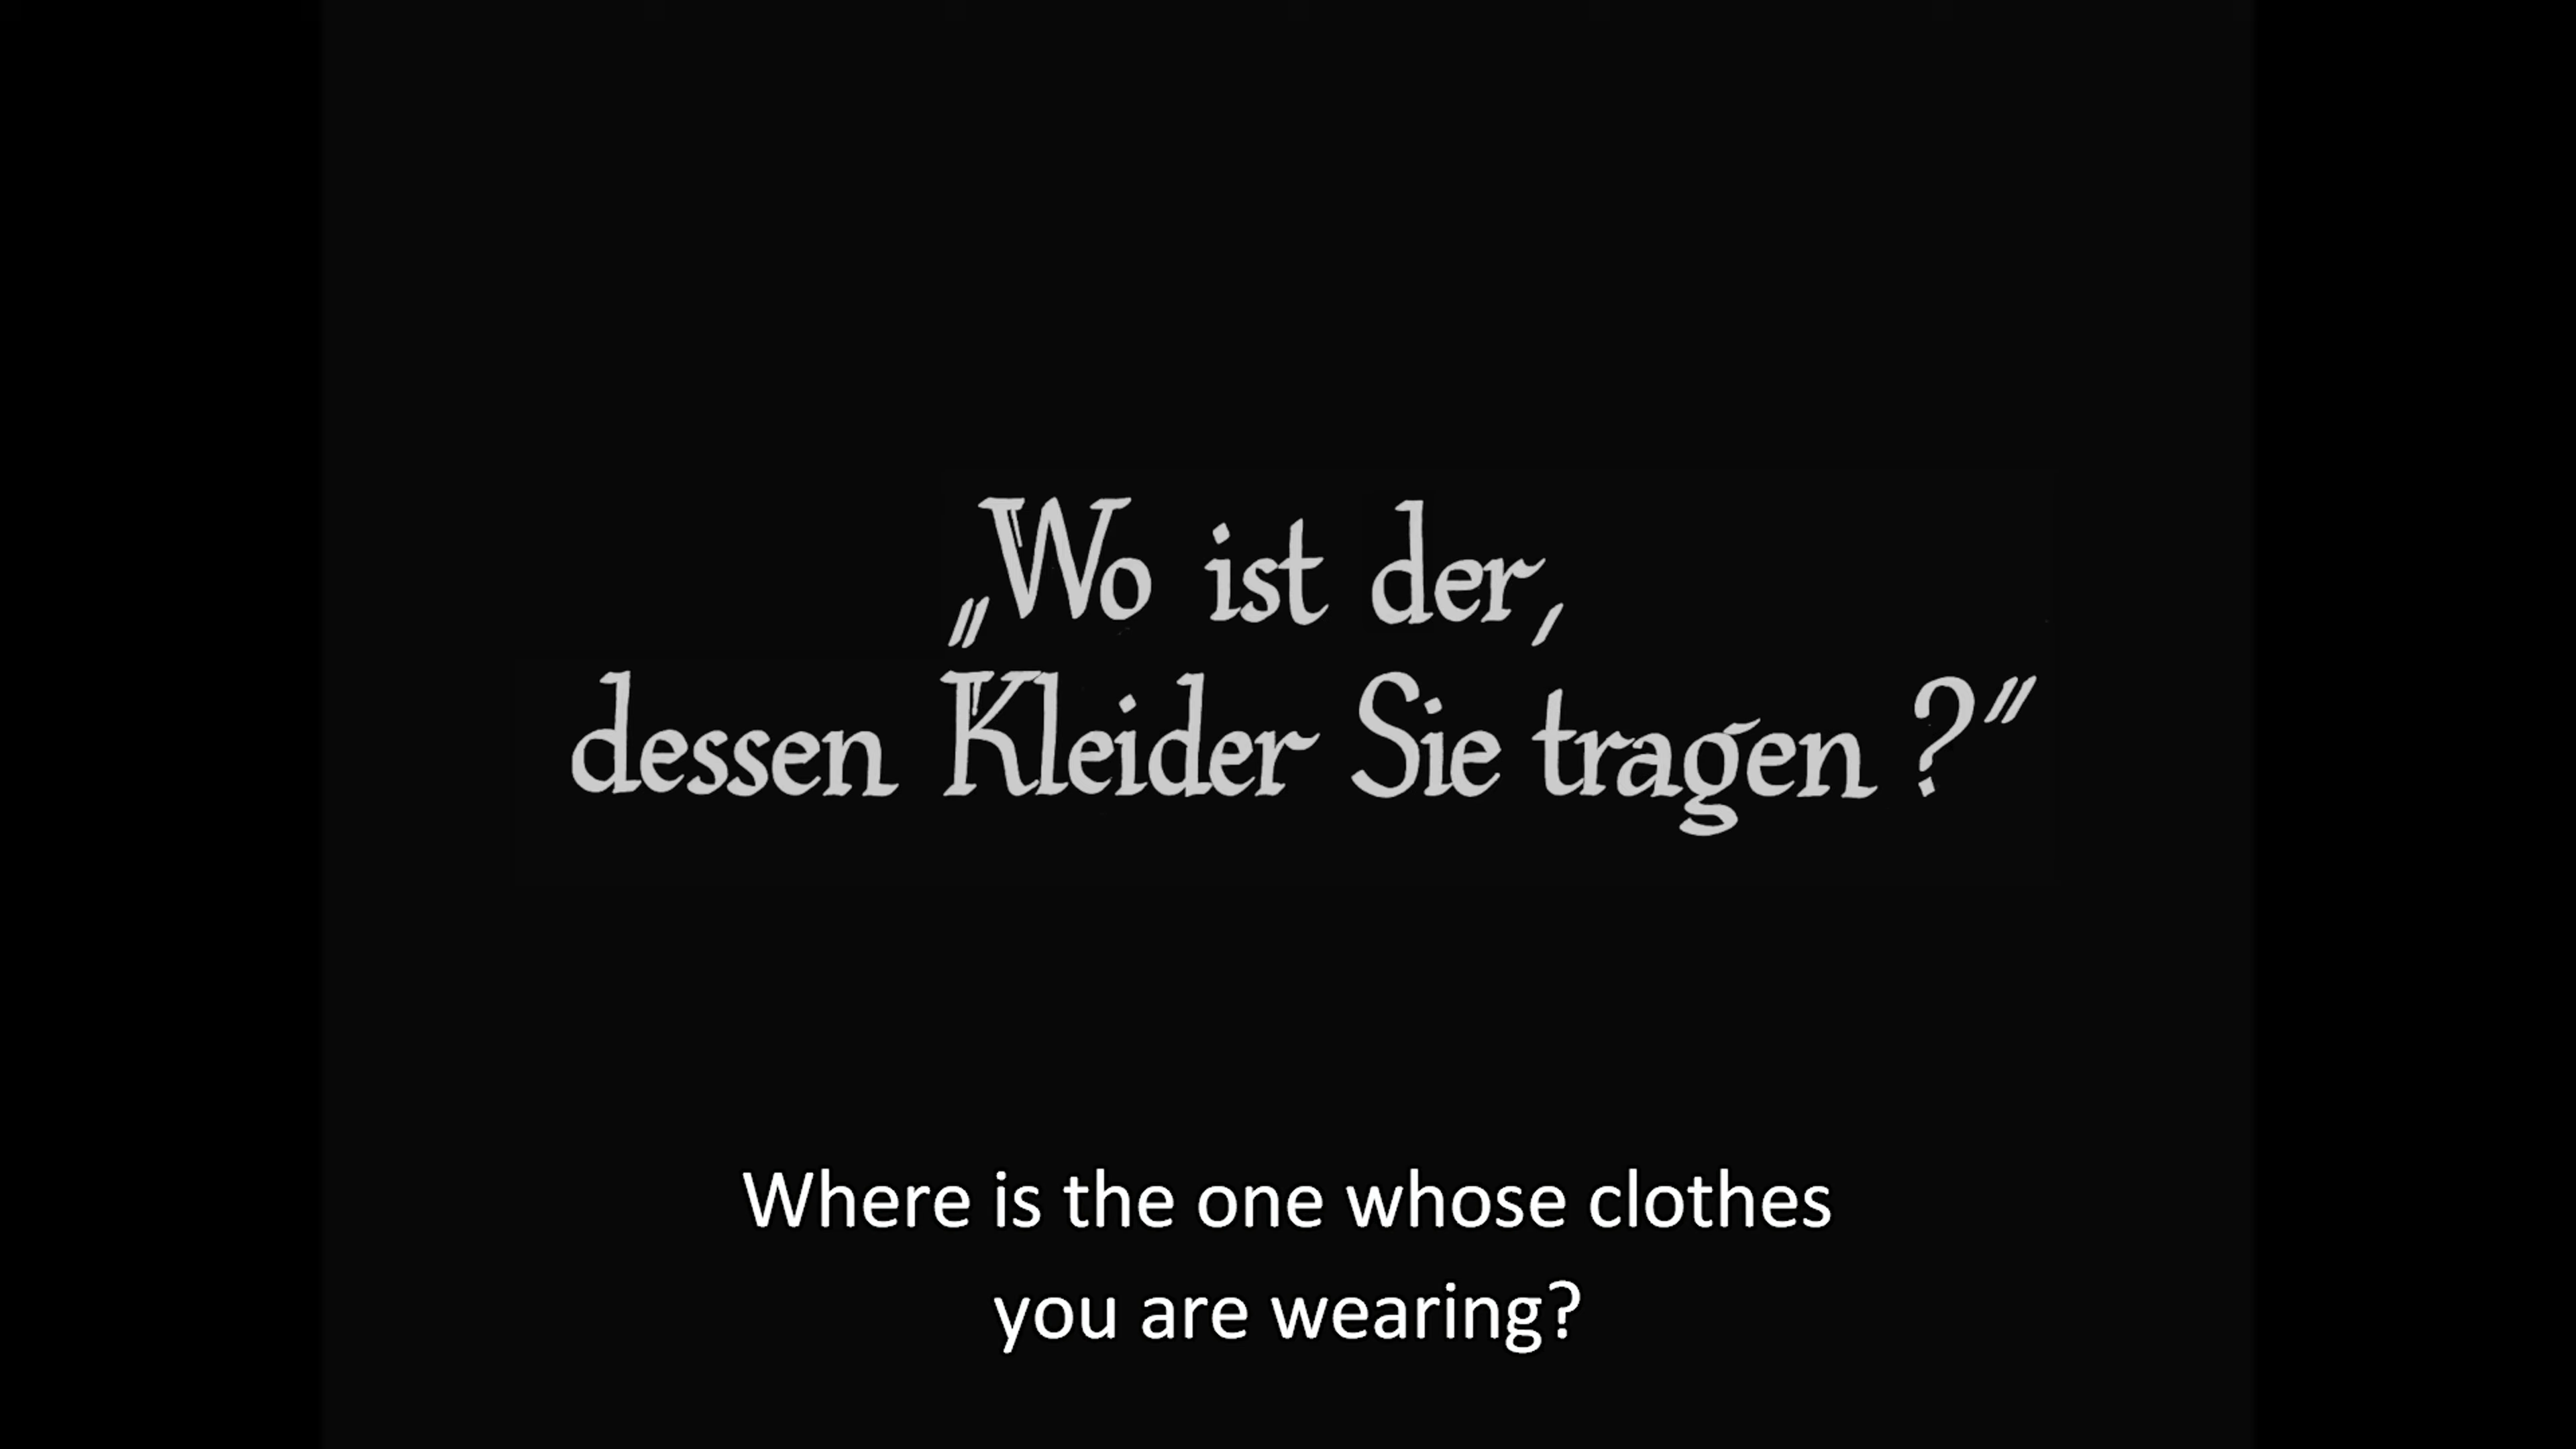 „Wo ist der,
dessen Kleider Sie tragen ?”
Where is the one whose clothes
you are wearing?